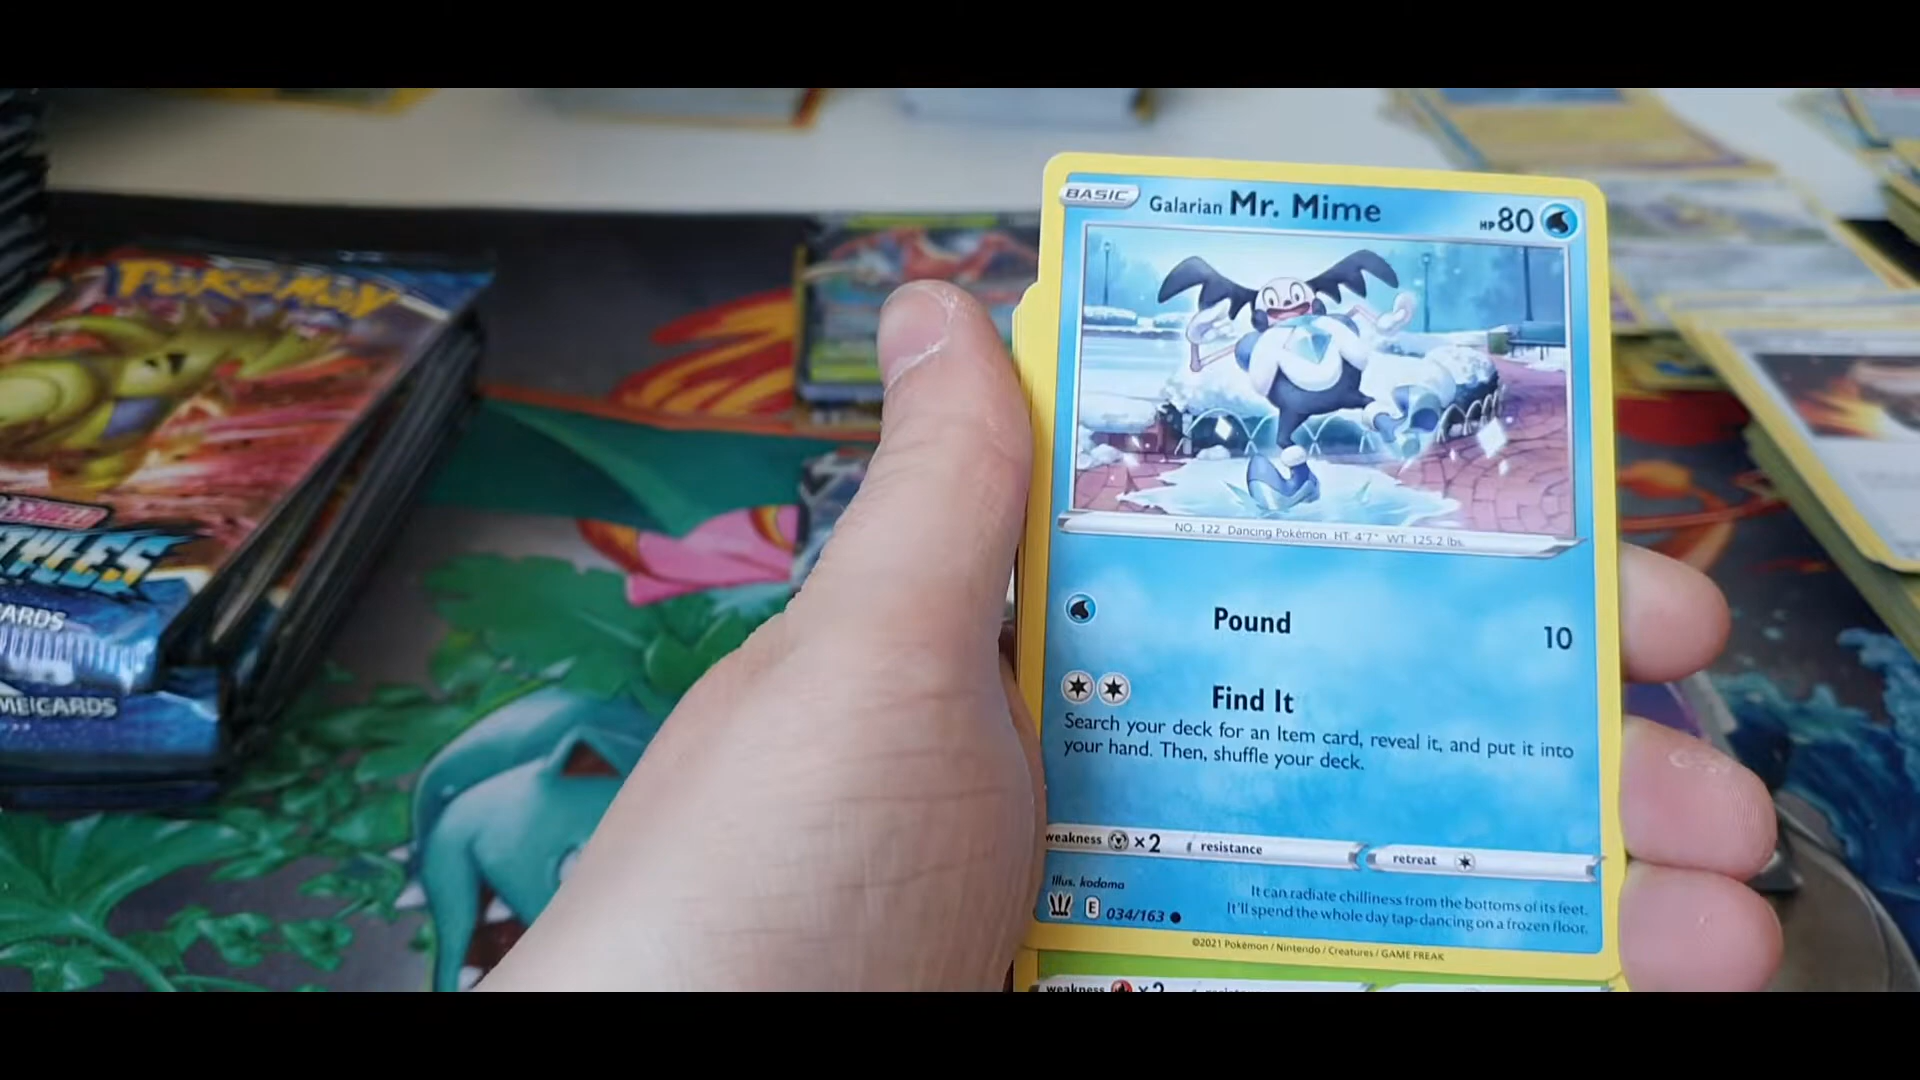 BASIC Galarian Mr. Mime HP 80
NO. 122 Dancing Pokémon HT: 4'7" WT: 125.2 lbs.
Pound 10
Find It
Search your deck for an Item card, reveal it, and put it into
your hand. Then, shuffle your deck.
weakness ×2 resistance retreat
Illus. kodama
It can radiate chilliness from the bottoms of its feet.
It'll spend the whole day tap-dancing on a frozen floor.
E 034/163
©2021 Pokémon / Nintendo / Creatures / GAME FREAK
weakness ×2
POKéMON
TYLES
CARDS
ME|CARDS